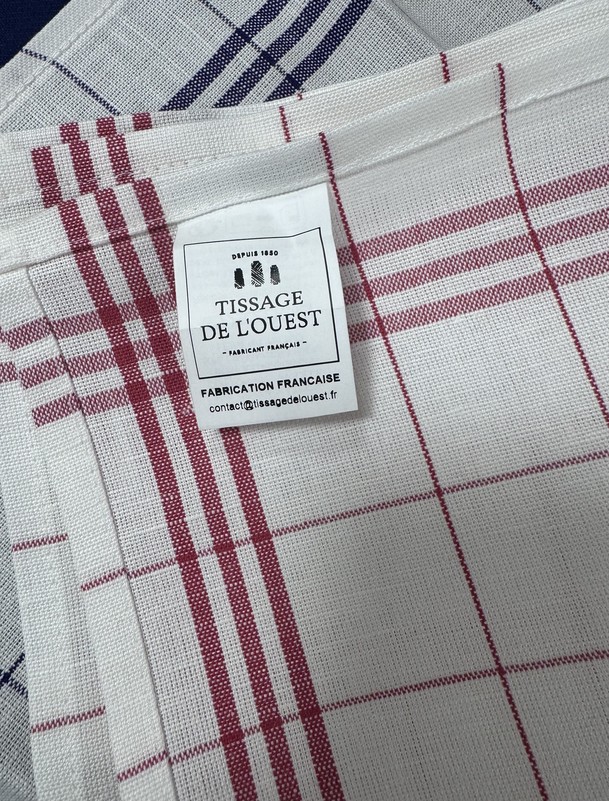 DEPUIS 1850
TISSAGE
DE L'OUEST
- FABRICANT FRANÇAIS -
FABRICATION FRANCAISE
contact@tissagedelouest.fr